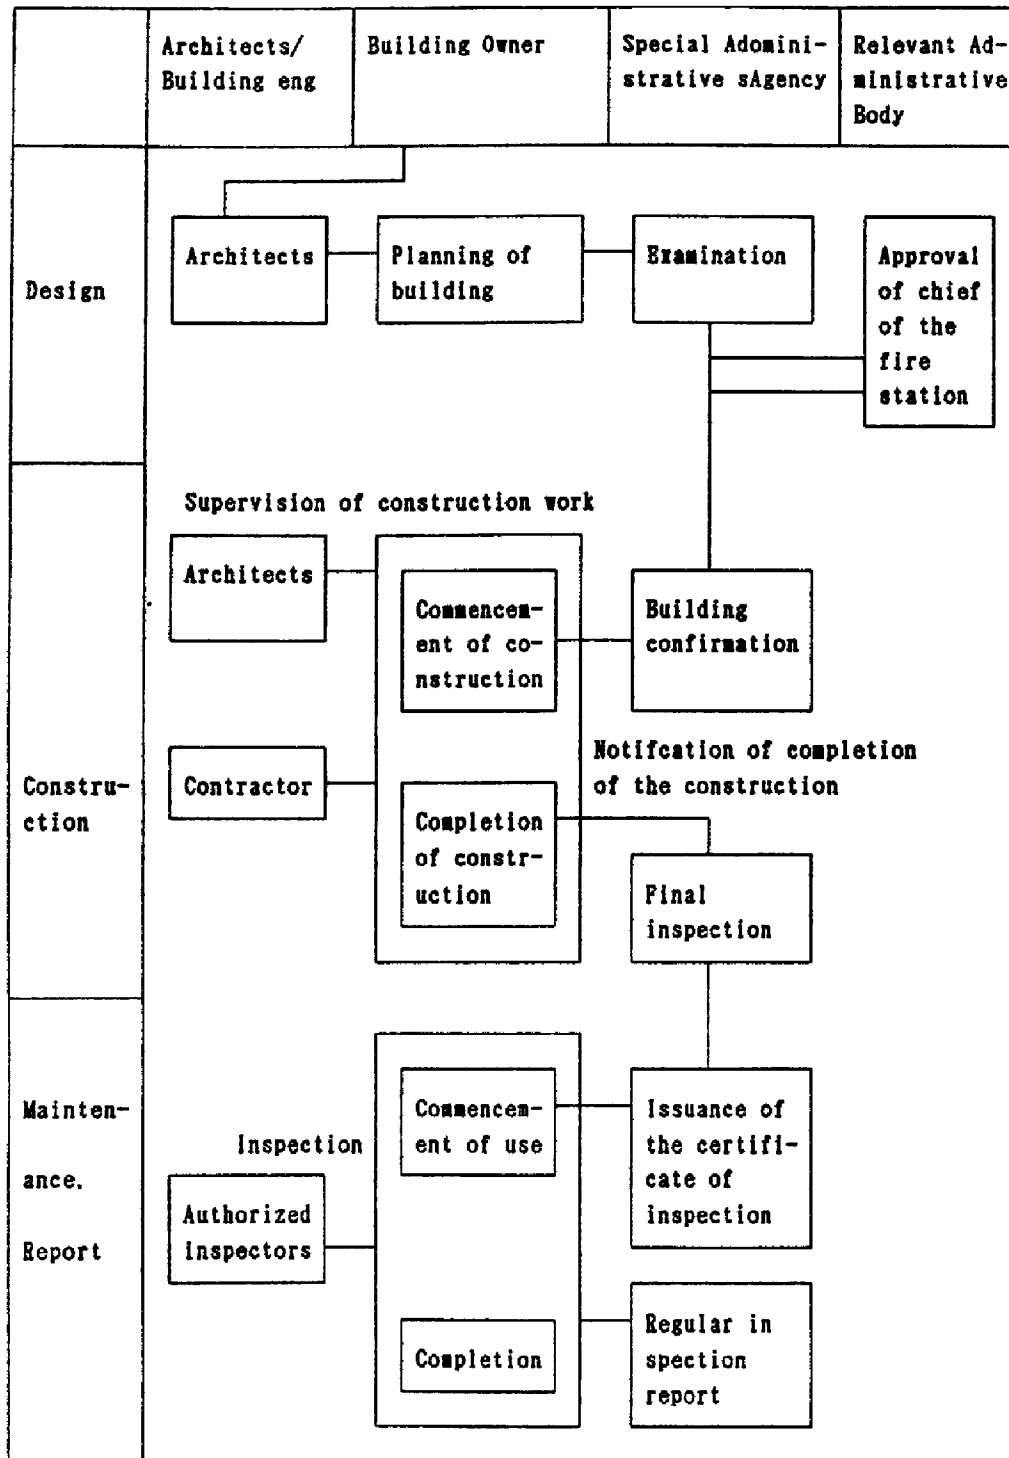 Architects/
Building eng
Building Owner
Special Adomini-
strative sAgency
Relevant Ad-
ministrative
Body
Design
Architects
Planning of
building
Examination
Approval
of chief
of the
fire
station
Constru-
ction
Supervision of construction work
Architects
Commencem-
ent of co-
nstruction
Building
confirmation
Contractor
Notifcation of completion
of the construction
Completion
of constr-
uction
Final
inspection
Mainten-
ance.
Report
Commencem-
ent of use
Issuance of
the certifi-
cate of
inspection
Inspection
Authorized
inspectors
Completion
Regular in
spection
report